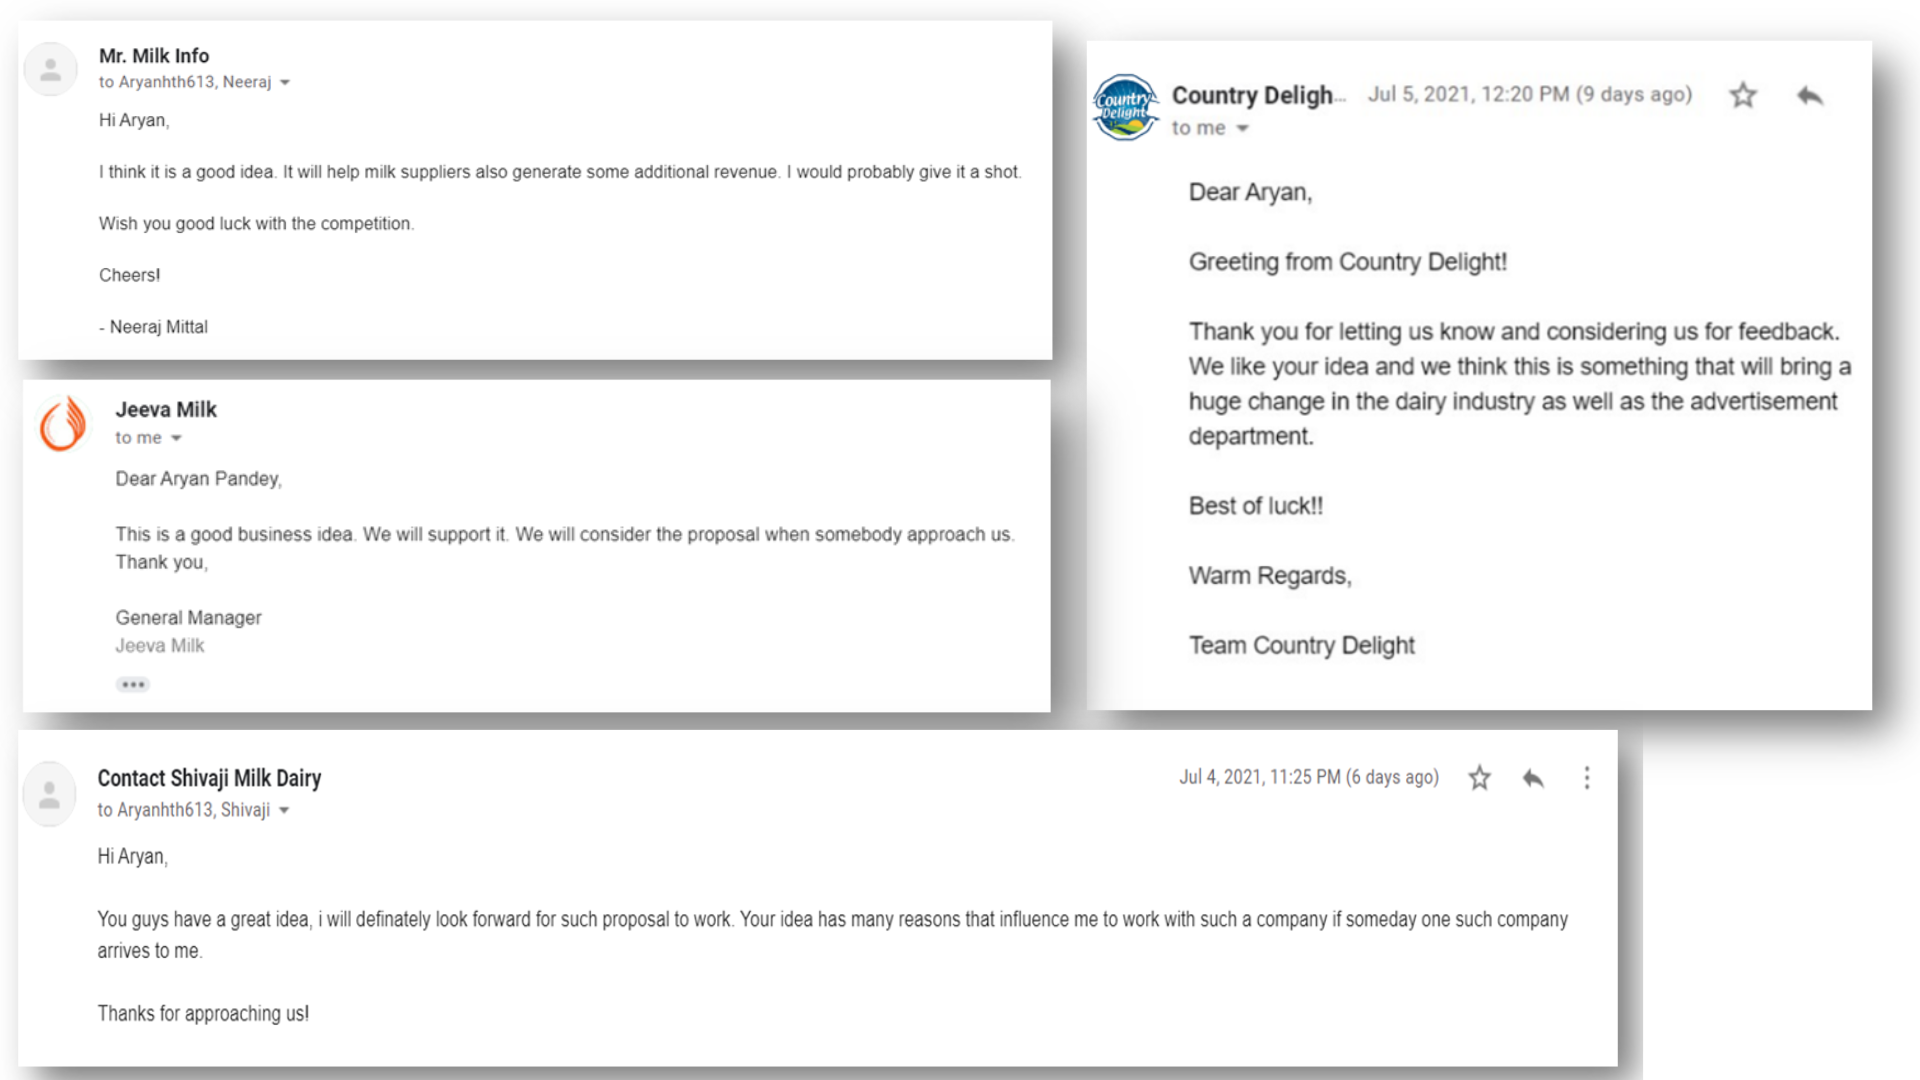 Mr. Milk Info
to Aryanhth613, Neeraj
Hi Aryan,
I think it is a good idea. It will help milk suppliers also generate some additional revenue. I would probably give it a shot.
Wish you good luck with the competition.
Cheers!
- Neeraj Mittal
Jeeva Milk
to me
Dear Aryan Pandey,
This is a good business idea. We will support it. We will consider the proposal when somebody approach us.
Thank you,
General Manager
Jeeva Milk
Country Delight
Country Deligh... Jul 5, 2021, 12:20 PM (9 days ago)
to me
Dear Aryan,
Greeting from Country Delight!
Thank you for letting us know and considering us for feedback.
We like your idea and we think this is something that will bring a
huge change in the dairy industry as well as the advertisement
department.
Best of luck!!
Warm Regards,
Team Country Delight
Contact Shivaji Milk Dairy Jul 4, 2021, 11:25 PM (6 days ago)
to Aryanhth613, Shivaji
Hi Aryan,
You guys have a great idea, i will definately look forward for such proposal to work. Your idea has many reasons that influence me to work with such a company if someday one such company
arrives to me.
Thanks for approaching us!